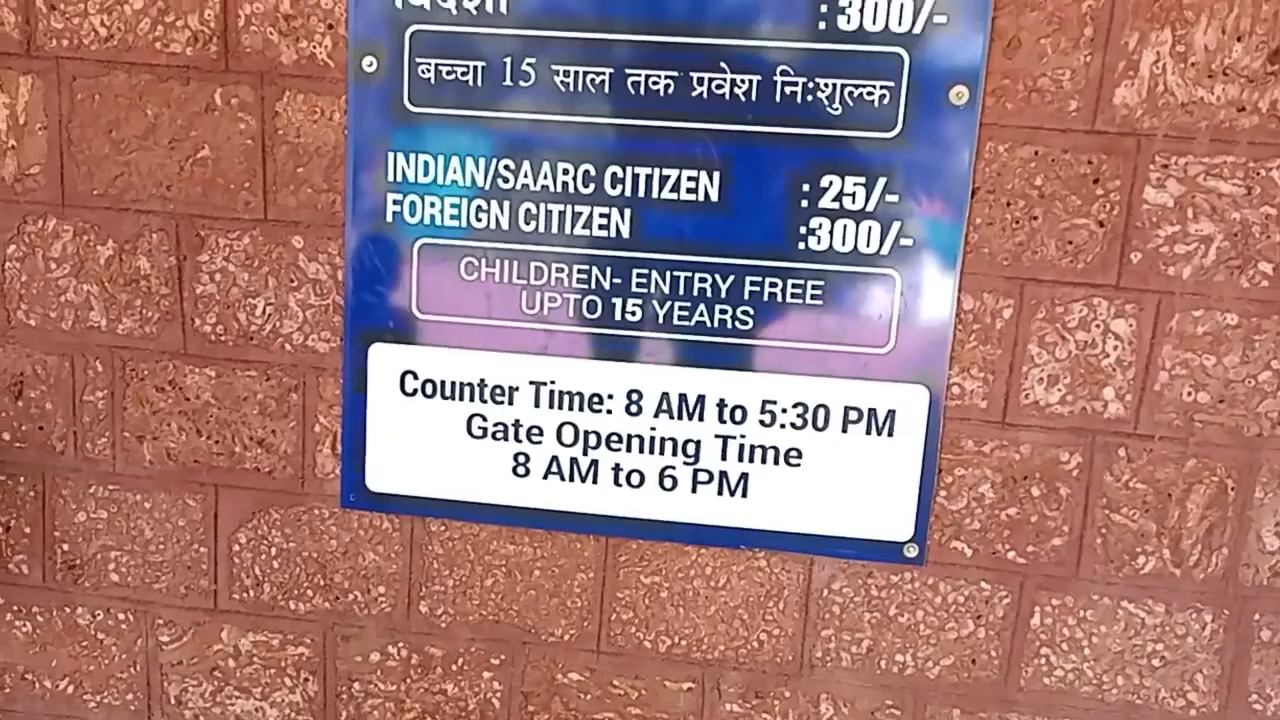 विदेशी : 300/-
बच्चा 15 साल तक प्रवेश निःशुल्क
INDIAN/SAARC CITIZEN : 25/-
FOREIGN CITIZEN :300/-
CHILDREN- ENTRY FREE
UPTO 15 YEARS
Counter Time: 8 AM to 5:30 PM
Gate Opening Time
8 AM to 6 PM